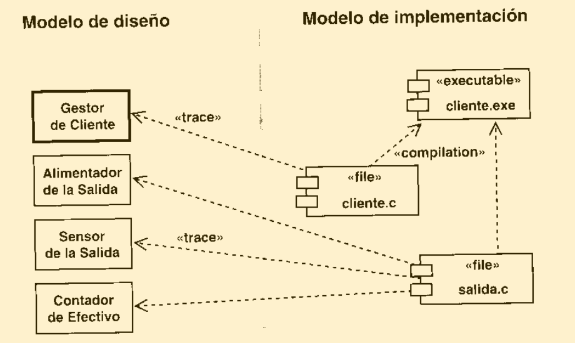 Modelo de diseño
Modelo de implementación
Gestor
de Cliente
«trace»
«executable»
cliente.exe
«compilation»
Alimentador
de la Salida
«file»
cliente.c
Sensor
de la Salida
«trace»
«file»
salida.c
Contador
de Efectivo